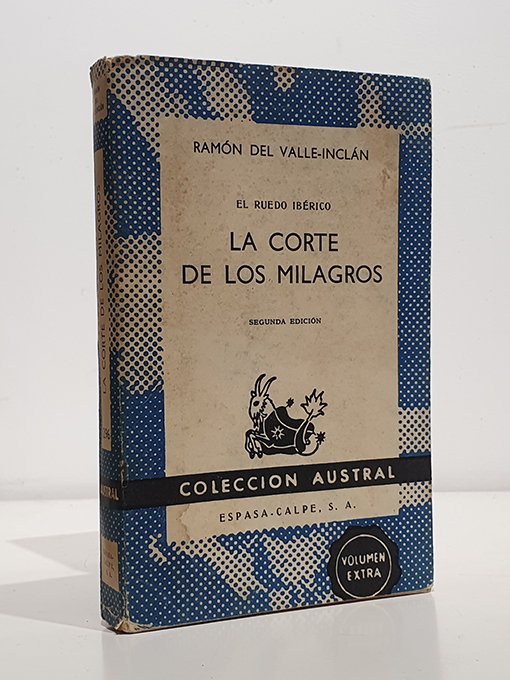 RAMÓN DEL VALLE-INCLÁN
EL RUEDO IBÉRICO
LA CORTE
DE LOS MILAGROS
SEGUNDA EDICIÓN
COLECCION AUSTRAL
ESPASA-CALPE, S. A.
VOLUMEN
EXTRA
LA CORTE DE LOS MILAGROS
AUSTRAL